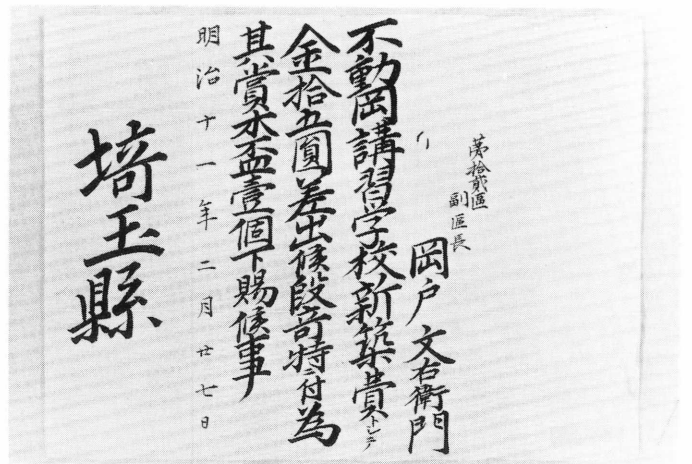 第拾貳區
副區長
岡戸文右衛門
不動岡講習学校新築費トシテ
金拾五圓差出候段奇特ニ付為
其賞木盃壹個下賜候事
明治十一年二月廿七日
埼玉縣